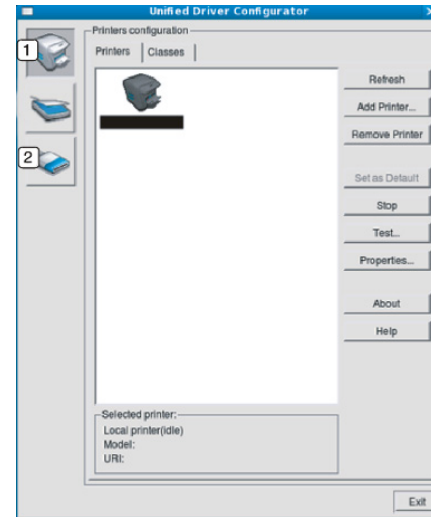 Unified Driver Configurator
Printers configuration
Printers Classes
1
2
Refresh
Add Printer...
Remove Printer
Set as Default
Stop
Test...
Properties...
About
Help
Selected printer:
Local printer(idle)
Model:
URI:
Exit